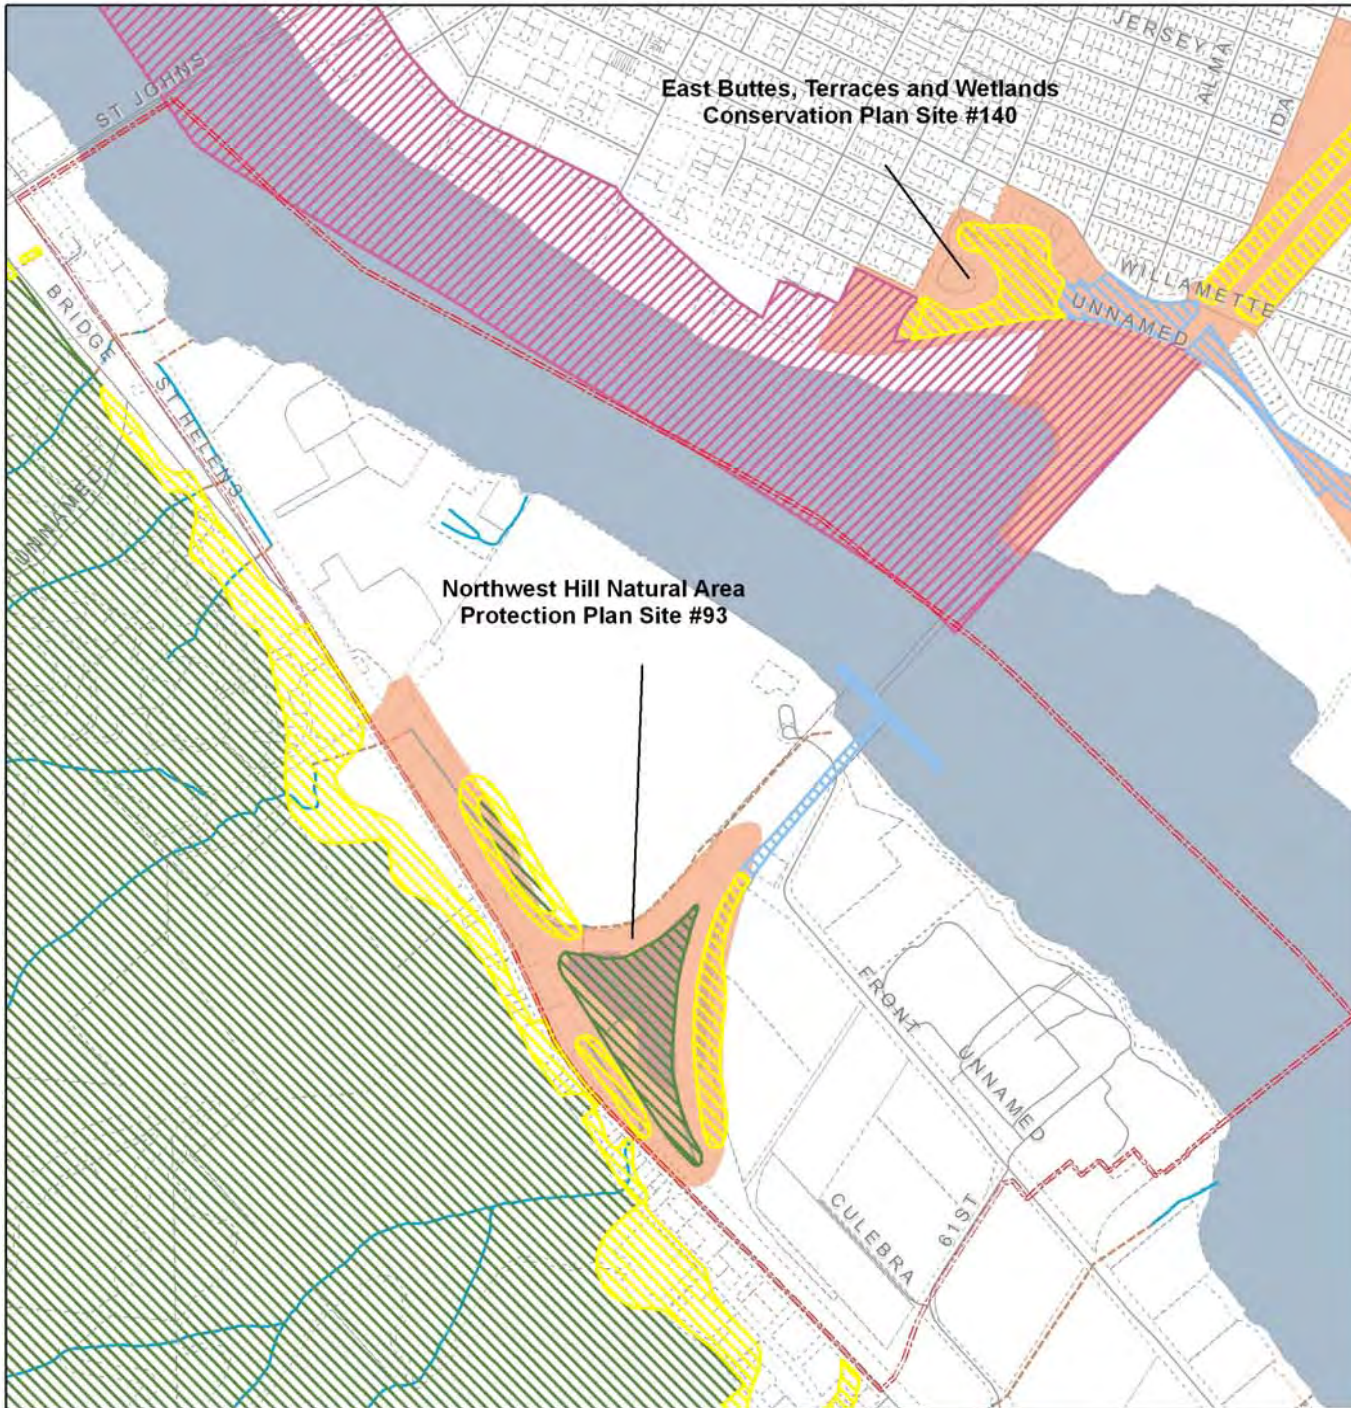 JERSEY
ALMA
IDA
ST JOHNS
East Buttes, Terraces and Wetlands
Conservation Plan Site #140
WILLAMETTE
UNNAMED
BRIDGE
ST HELENS
UNNAMED
Northwest Hill Natural Area
Protection Plan Site #93
FRONT
UNNAMED
CULEBRA
61ST